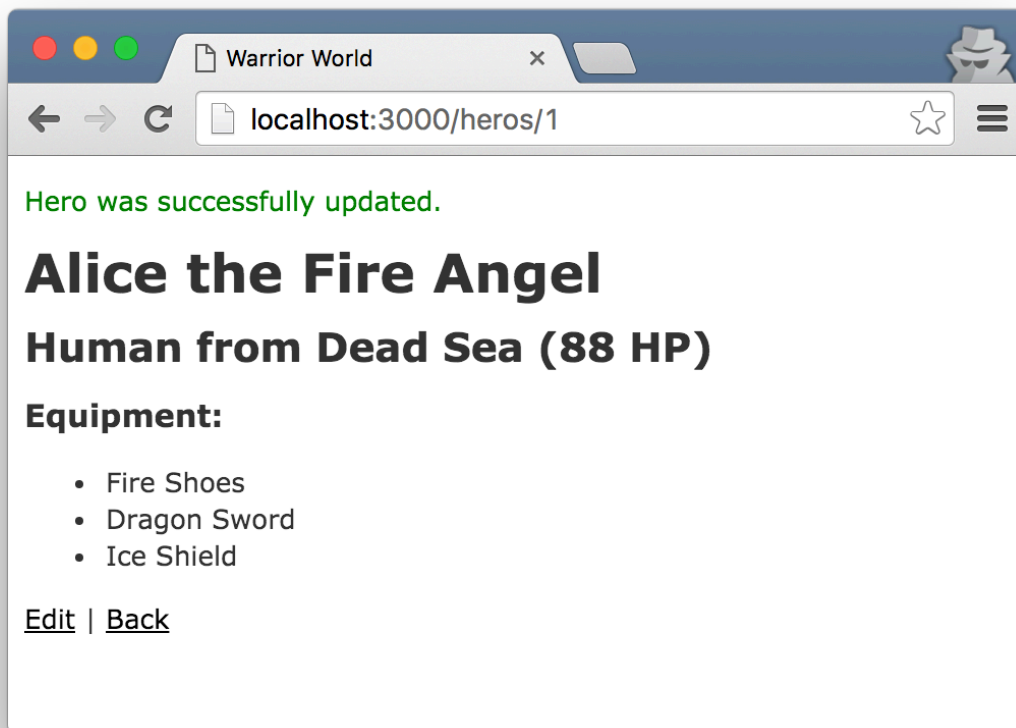 Warrior World
localhost:3000/heros/1
Hero was successfully updated.
Alice the Fire Angel
Human from Dead Sea (88 HP)
Equipment:
Fire Shoes
Dragon Sword
Ice Shield
Edit | Back